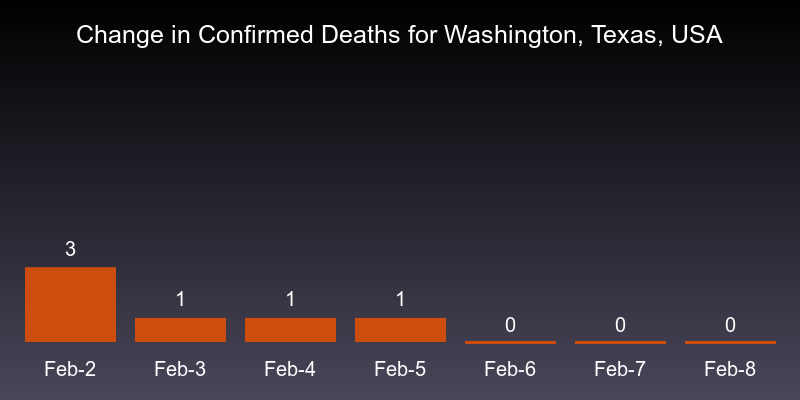 Change in Confirmed Deaths for Washington, Texas, USA
3
1
1
1
0
0
0
Feb-2
Feb-3
Feb-4
Feb-5
Feb-6
Feb-7
Feb-8